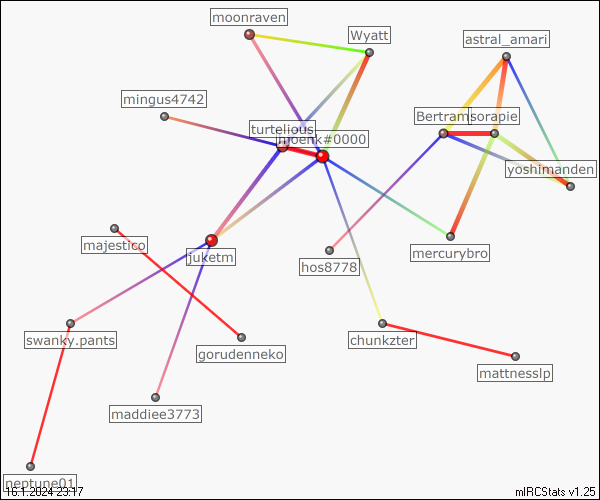 moonraven
Wyatt
astral_amari
mingus4742
turtelious
#0000
Bertram
sorapie
yoshimanden
majestico
juketm
hos8778
mercurybro
swanky.pants
gorudenneko
chunkzter
mattnesslp
maddiee3773
neptune01
16.1.2024 23:17
mIRCStats v1.25